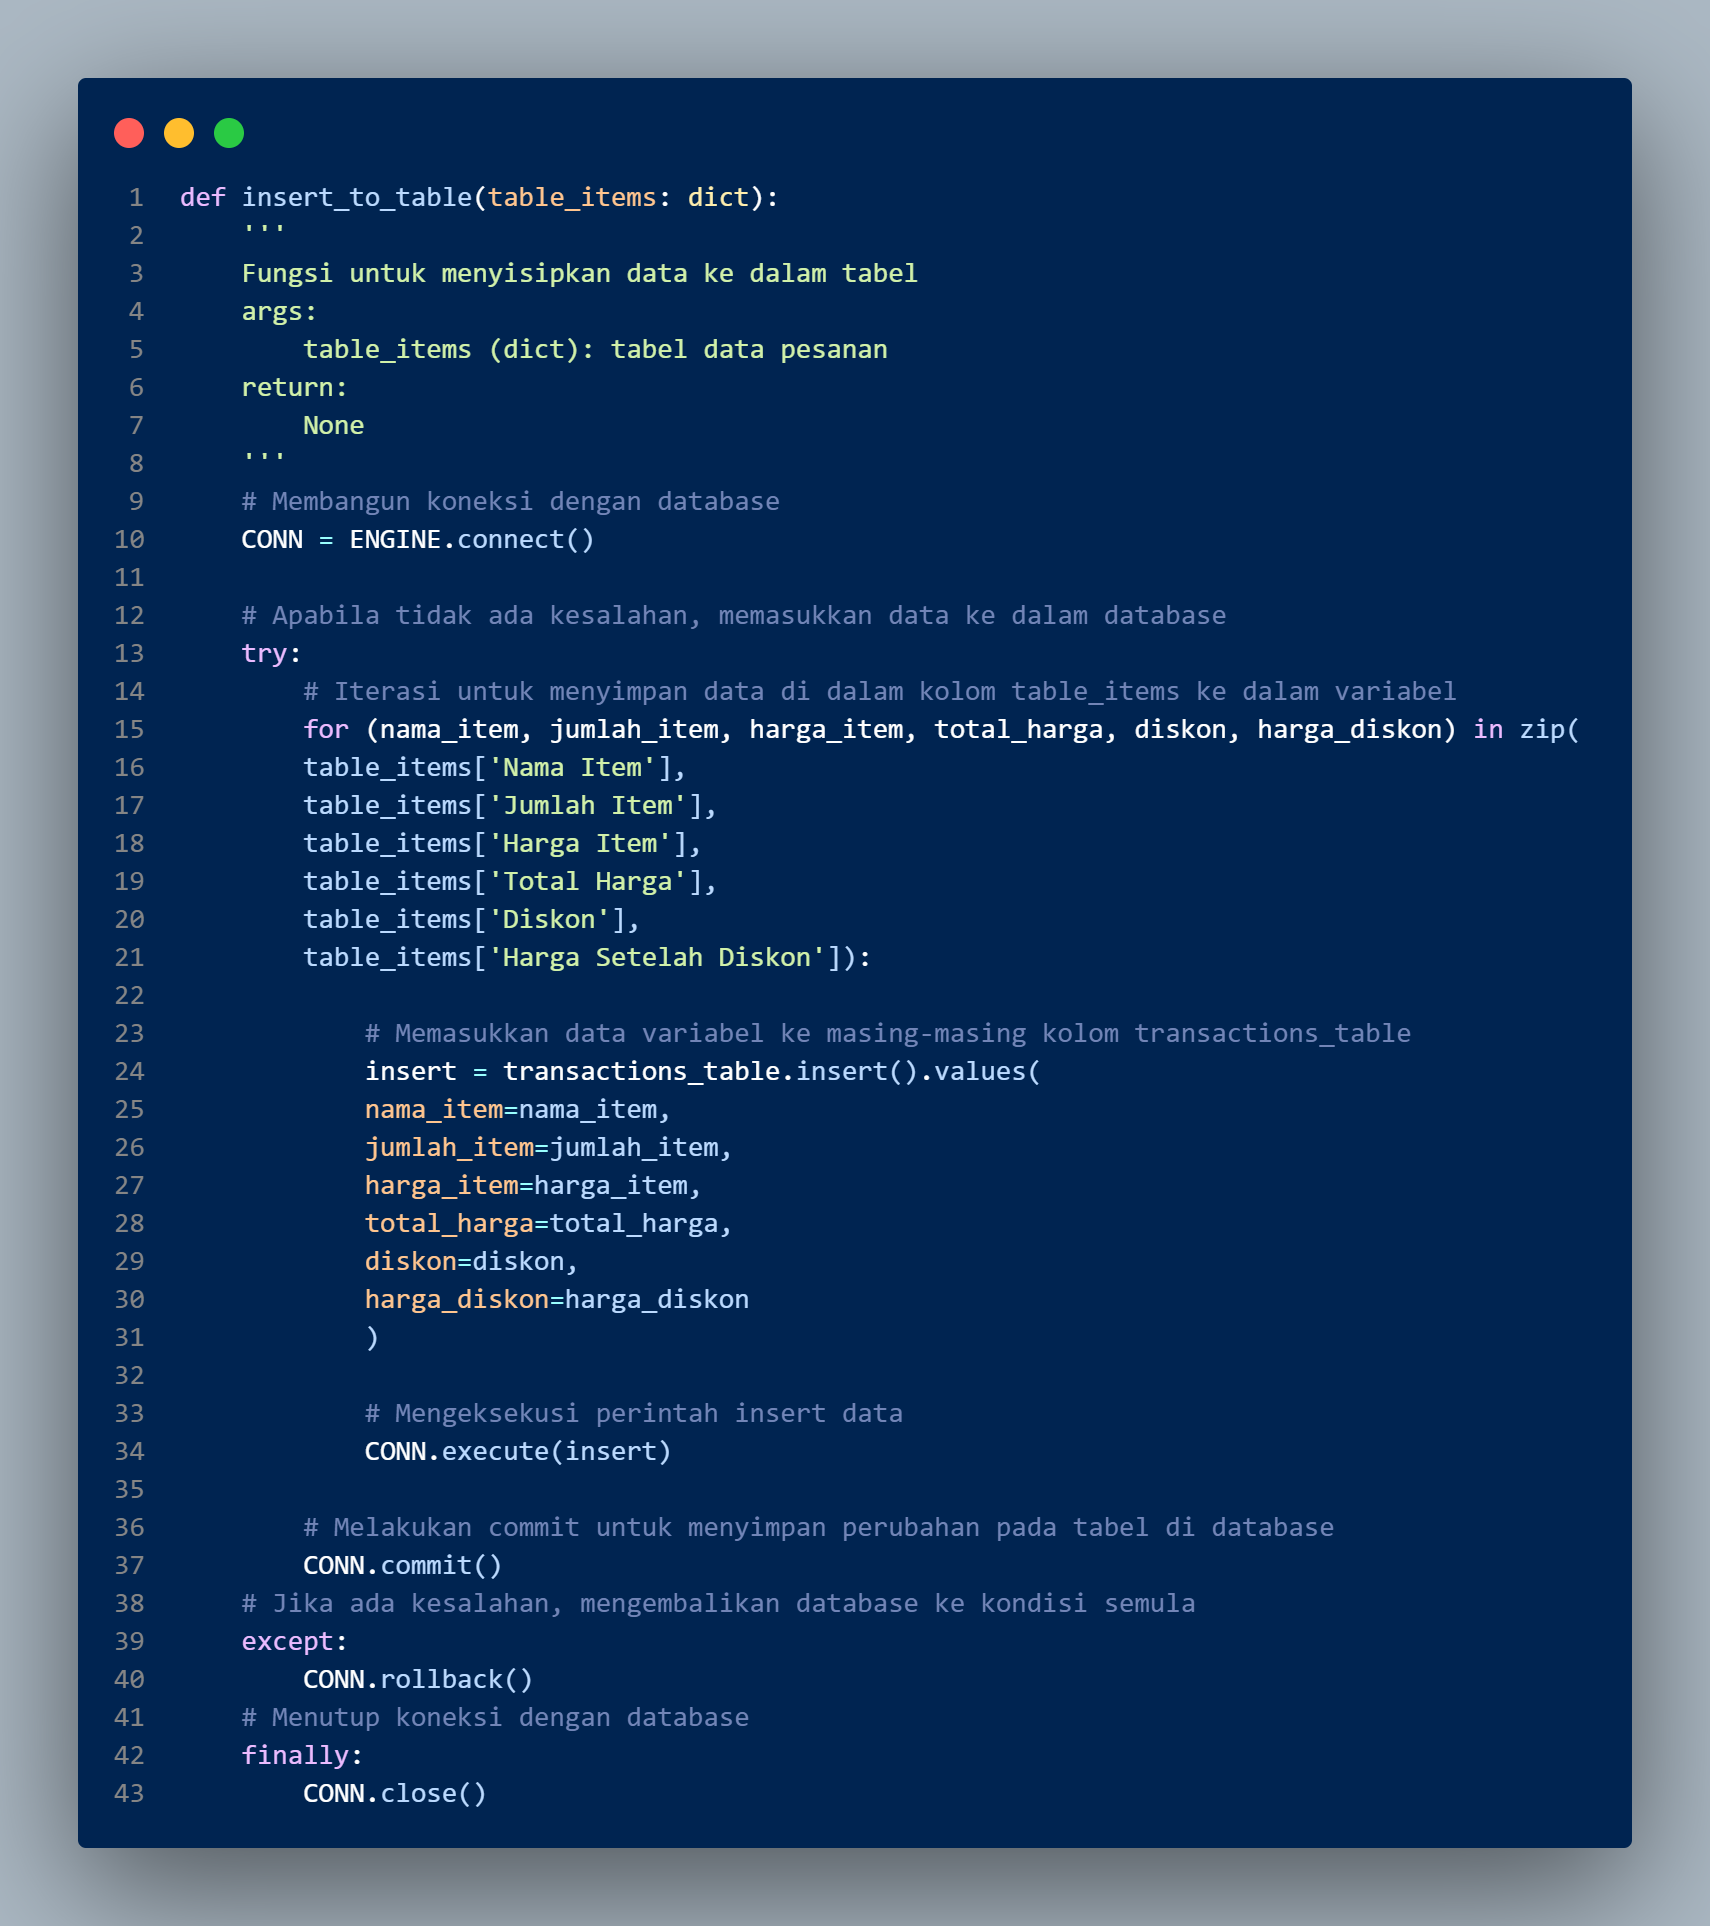 1 def insert_to_table(table_items: dict):
2     '''
3     Fungsi untuk menyisipkan data ke dalam tabel
4     args:
5         table_items (dict): tabel data pesanan
6     return:
7         None
8     '''
9     # Membangun koneksi dengan database
10     CONN = ENGINE.connect()
11
12     # Apabila tidak ada kesalahan, memasukkan data ke dalam database
13     try:
14         # Iterasi untuk menyimpan data di dalam kolom table_items ke dalam variabel
15         for (nama_item, jumlah_item, harga_item, total_harga, diskon, harga_diskon) in zip(
16         table_items['Nama Item'],
17         table_items['Jumlah Item'],
18         table_items['Harga Item'],
19         table_items['Total Harga'],
20         table_items['Diskon'],
21         table_items['Harga Setelah Diskon']):
22
23             # Memasukkan data variabel ke masing-masing kolom transactions_table
24             insert = transactions_table.insert().values(
25             nama_item=nama_item,
26             jumlah_item=jumlah_item,
27             harga_item=harga_item,
28             total_harga=total_harga,
29             diskon=diskon,
30             harga_diskon=harga_diskon
31             )
32
33             # Mengeksekusi perintah insert data
34             CONN.execute(insert)
35
36         # Melakukan commit untuk menyimpan perubahan pada tabel di database
37         CONN.commit()
38     # Jika ada kesalahan, mengembalikan database ke kondisi semula
39     except:
40         CONN.rollback()
41     # Menutup koneksi dengan database
42     finally:
43         CONN.close()